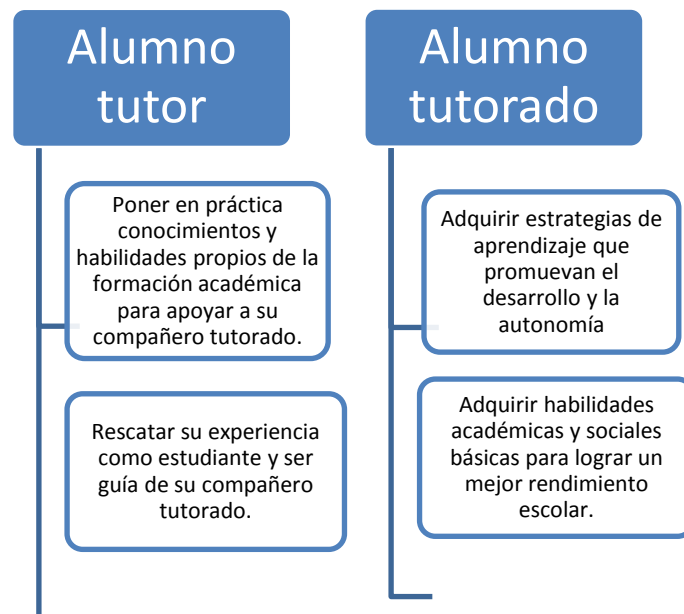 Alumno
tutor
Poner en práctica
conocimientos y
habilidades propios de la
formación académica
para apoyar a su
compañero tutorado.
Rescatar su experiencia
como estudiante y ser
guía de su compañero
tutorado.
Alumno
tutorado
Adquirir estrategias de
aprendizaje que
promuevan el
desarrollo y la
autonomía
Adquirir habilidades
académicas y sociales
básicas para lograr un
mejor rendimiento
escolar.